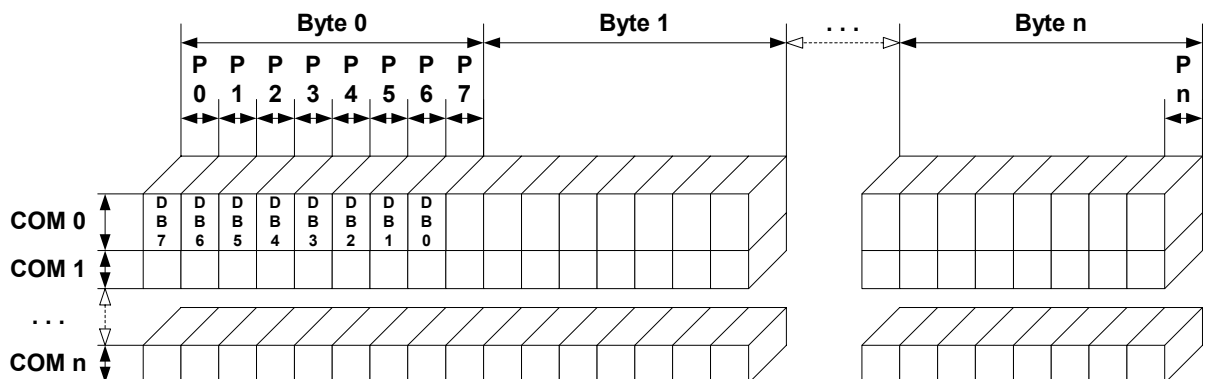 Byte 0 Byte 1 . . . Byte n
P P P P P P P P P
0 1 2 3 4 5 6 7 n
COM 0 D D D D D D D D
B B B B B B B B
7 6 5 4 3 2 1 0
COM 1
. . .
COM n